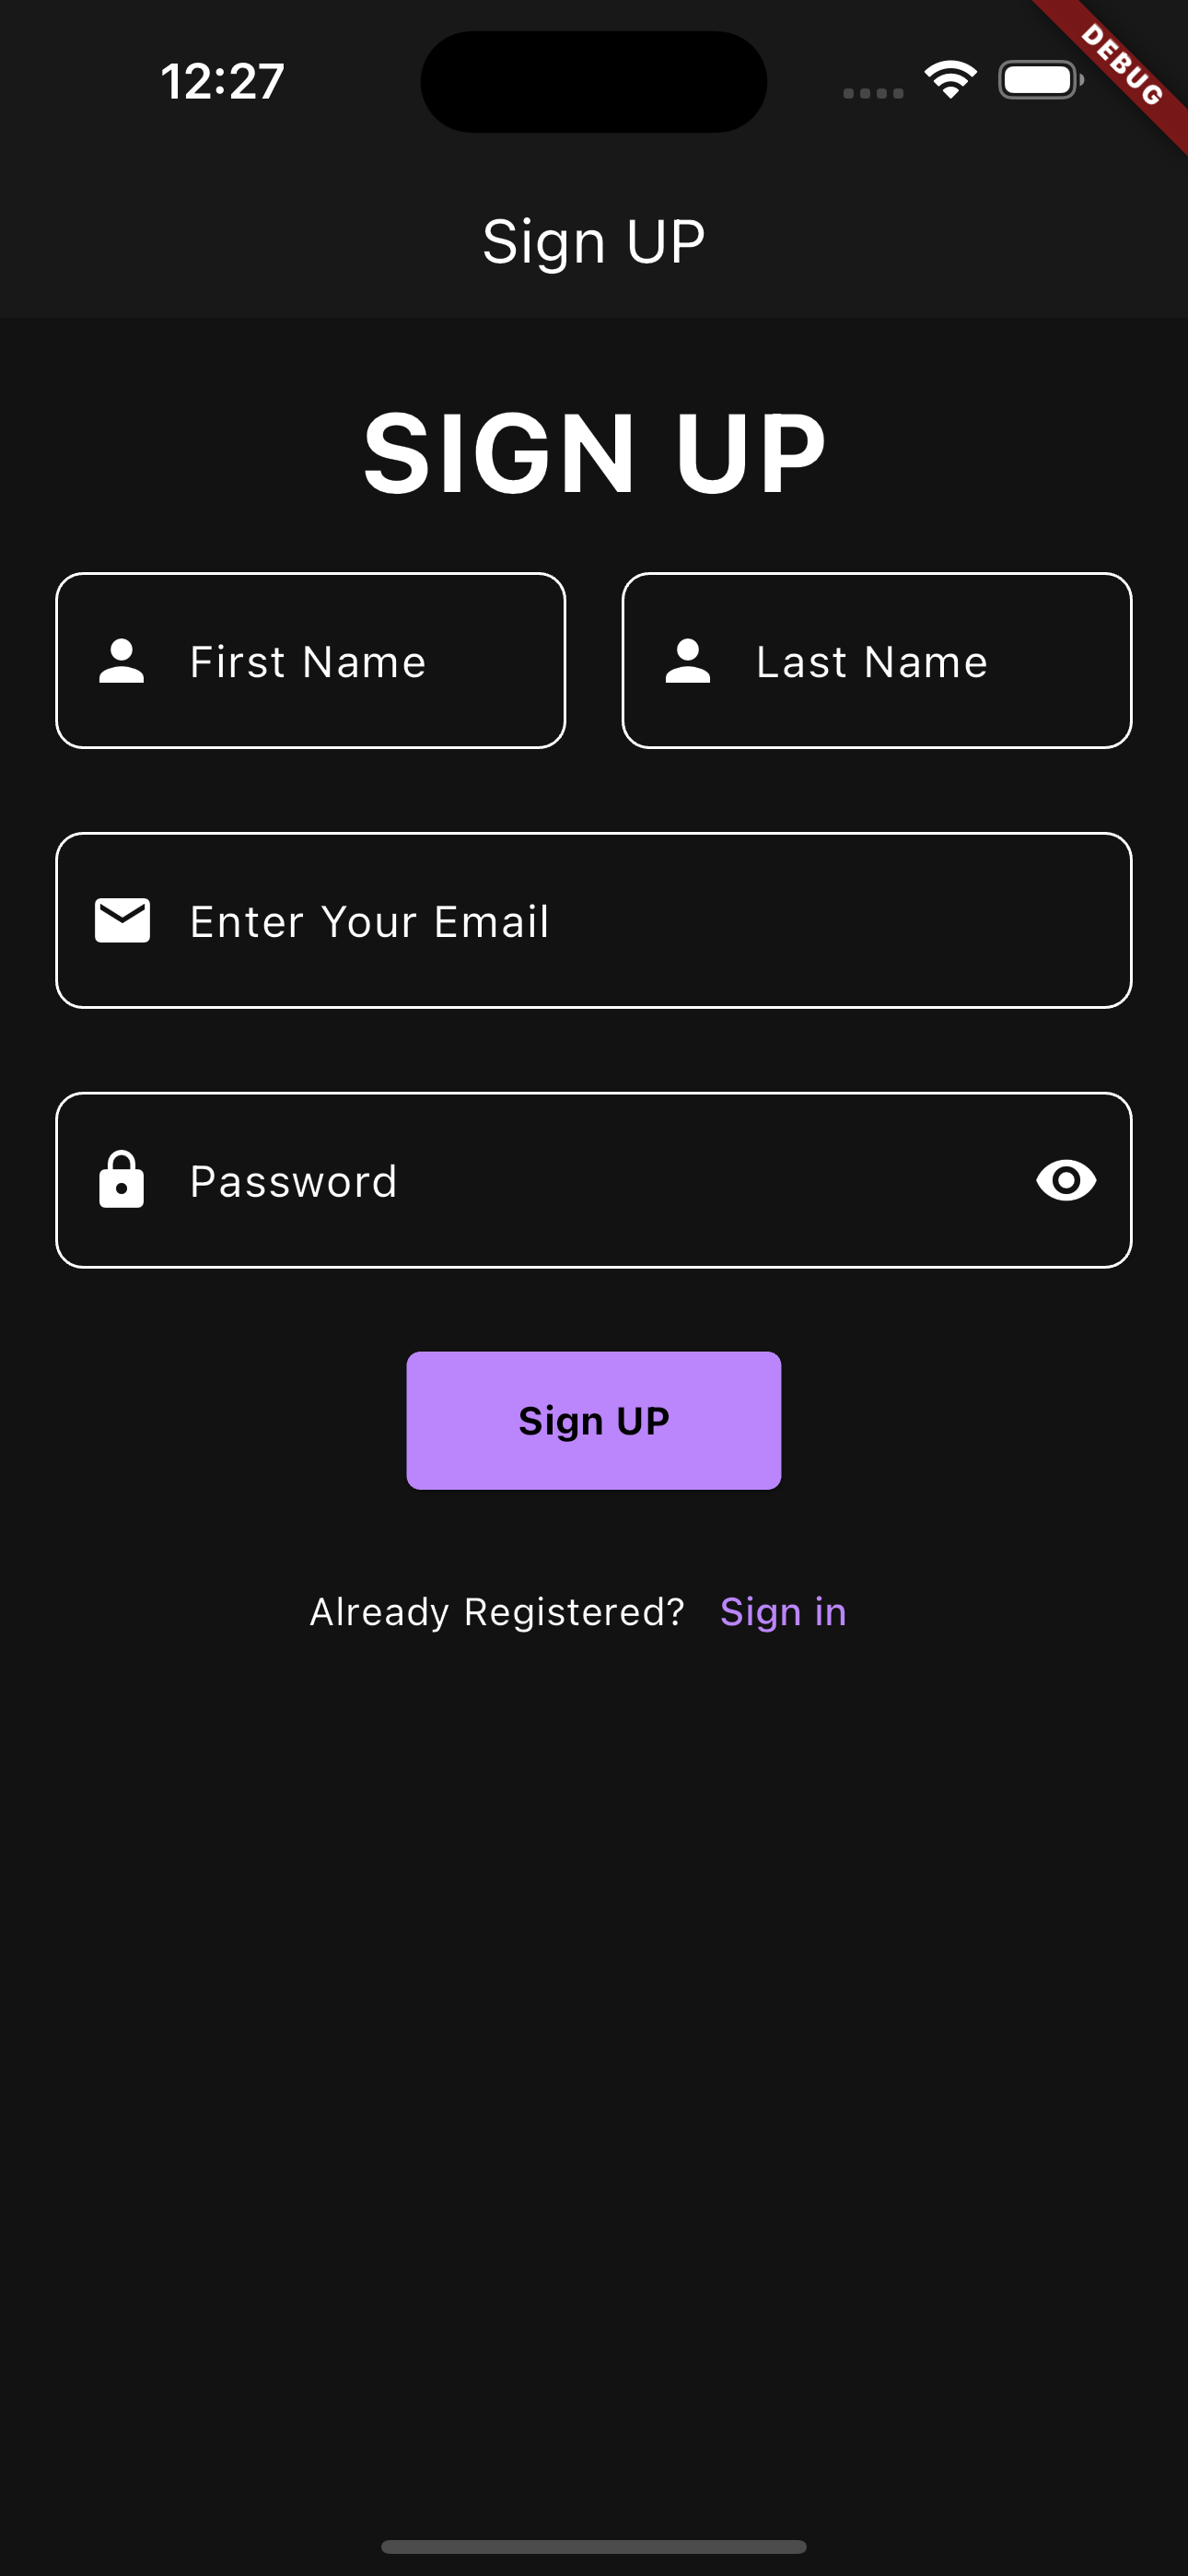 12:27
DEBUG
Sign UP
SIGN UP
First Name
Last Name
Enter Your Email
Password
Sign UP
Already Registered? Sign in